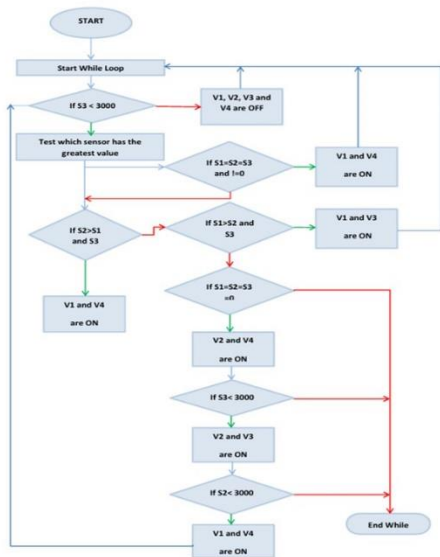 START
Start While Loop
If S3 < 3000
V1, V2, V3 and
V4 are OFF
Test which sensor has the
greatest value
If S1=S2=S3
and !=0
V1 and V4
are ON
If S2>S1
and S3
If S1>S2 and
S3
V1 and V3
are ON
V1 and V4
are ON
If S1=S2=S3
=0
V2 and V4
are ON
If S3< 3000
V2 and V3
are ON
If S2< 3000
V1 and V4
are ON
End While